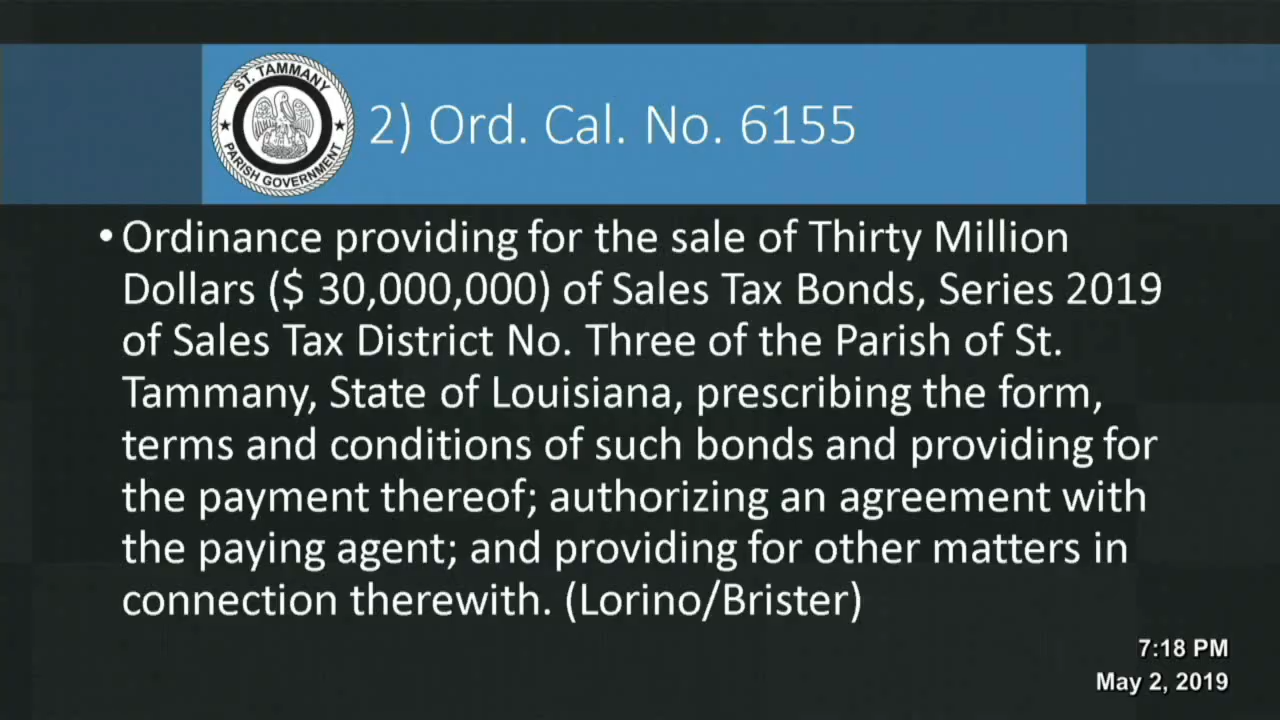 ST. TAMMANY
PARISH GOVERNMENT
2) Ord. Cal. No. 6155
• Ordinance providing for the sale of Thirty Million
Dollars ($ 30,000,000) of Sales Tax Bonds, Series 2019
of Sales Tax District No. Three of the Parish of St.
Tammany, State of Louisiana, prescribing the form,
terms and conditions of such bonds and providing for
the payment thereof; authorizing an agreement with
the paying agent; and providing for other matters in
connection therewith. (Lorino/Brister)
7:18 PM
May 2, 2019